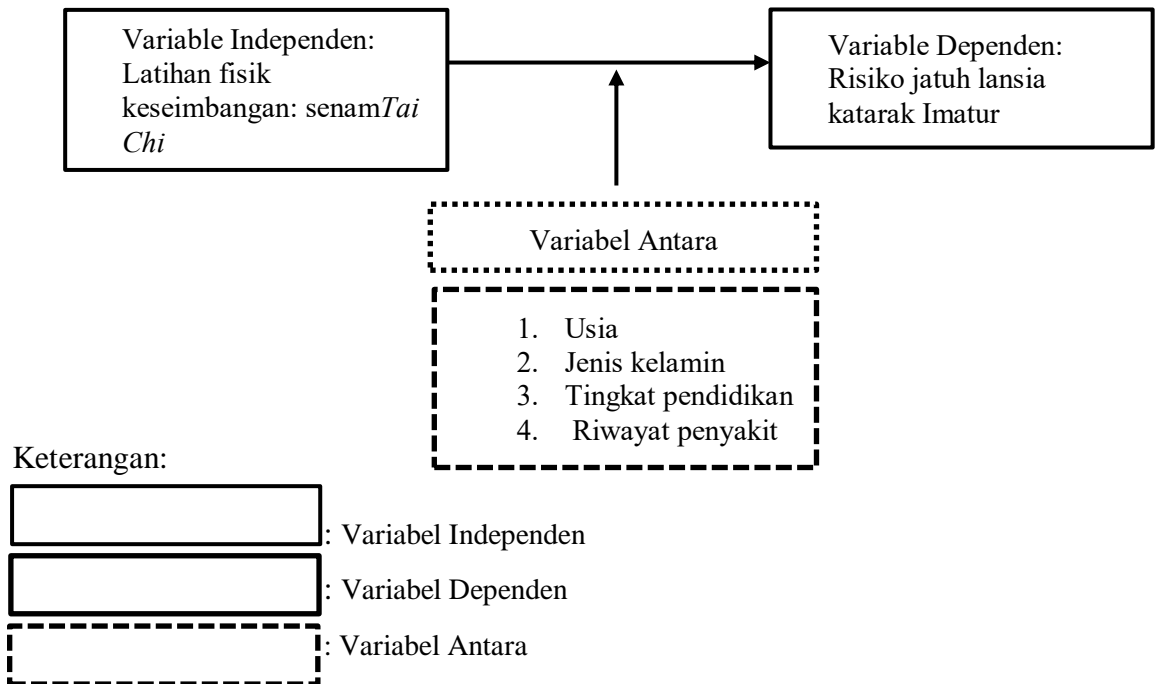 Variable Independen:
Latihan fisik
keseimbangan: senamTai
Chi
Variable Dependen:
Risiko jatuh lansia
katarak Imatur
Variabel Antara
1. Usia
2. Jenis kelamin
3. Tingkat pendidikan
4. Riwayat penyakit
Keterangan:
: Variabel Independen
: Variabel Dependen
: Variabel Antara